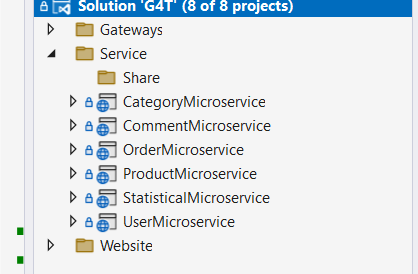 Solution 'G4T' (8 of 8 projects)
Gateways
Service
Share
CategoryMicroservice
CommentMicroservice
OrderMicroservice
ProductMicroservice
StatisticalMicroservice
UserMicroservice
Website